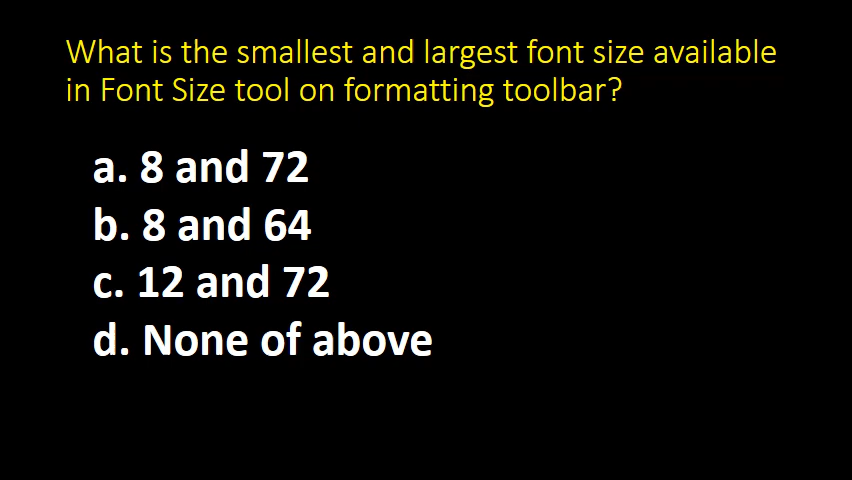 What is the smallest and largest font size available
in Font Size tool on formatting toolbar?
a. 8 and 72
b. 8 and 64
c. 12 and 72
d. None of above